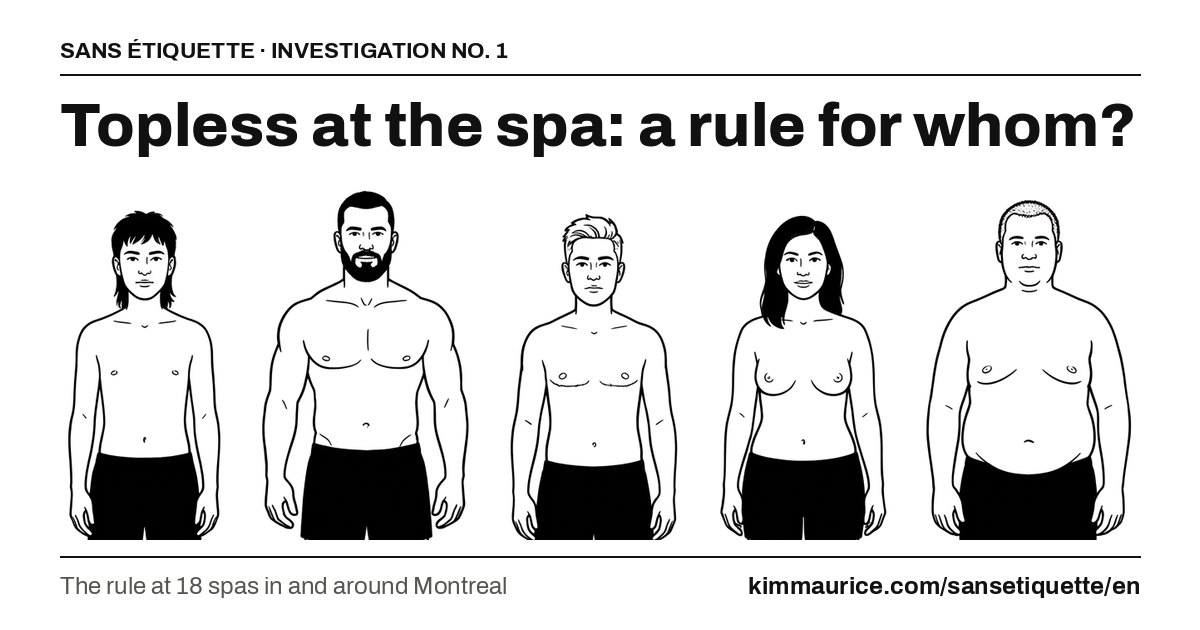 SANS ÉTIQUETTE · INVESTIGATION NO. 1
Topless at the spa: a rule for whom?
The rule at 18 spas in and around Montreal
kimmaurice.com/sansetiquette/en